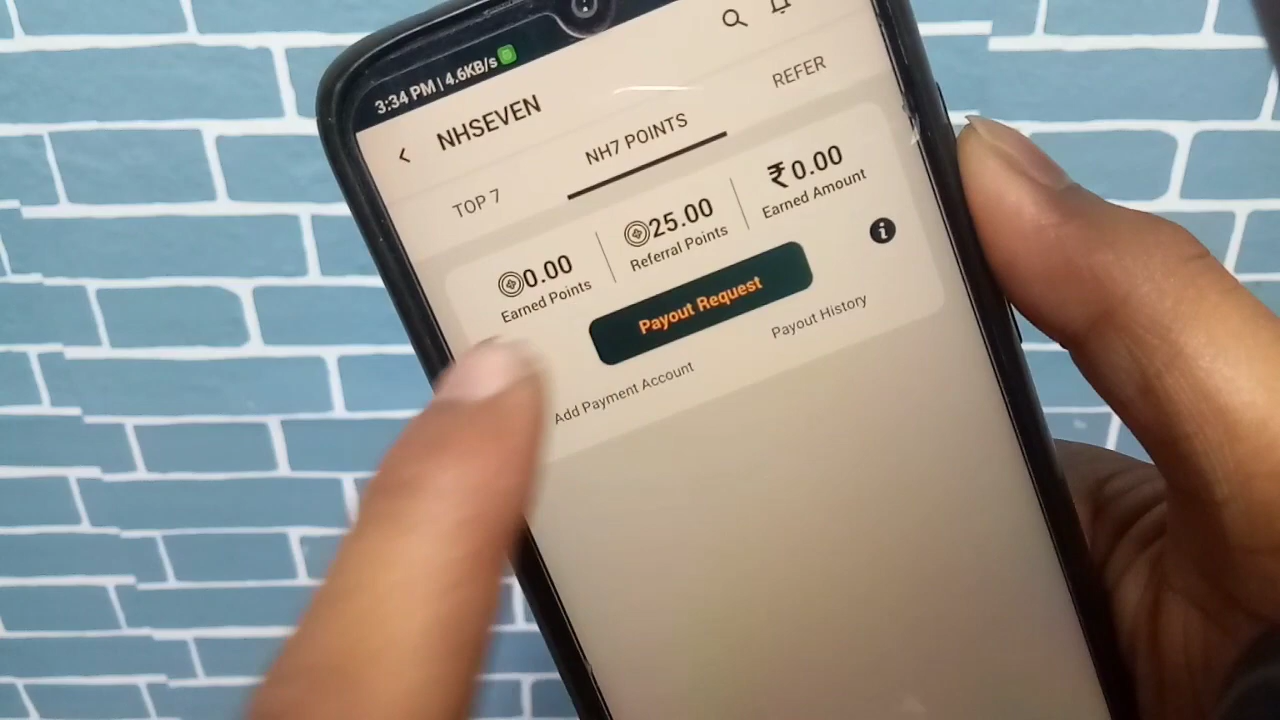 3:34 PM | 4.6KB/s
NHSEVEN
TOP 7
NH7 POINTS
REFER
0.00
Earned Points
25.00
Referral Points
₹0.00
Earned Amount
Payout Request
Add Payment Account
Payout History